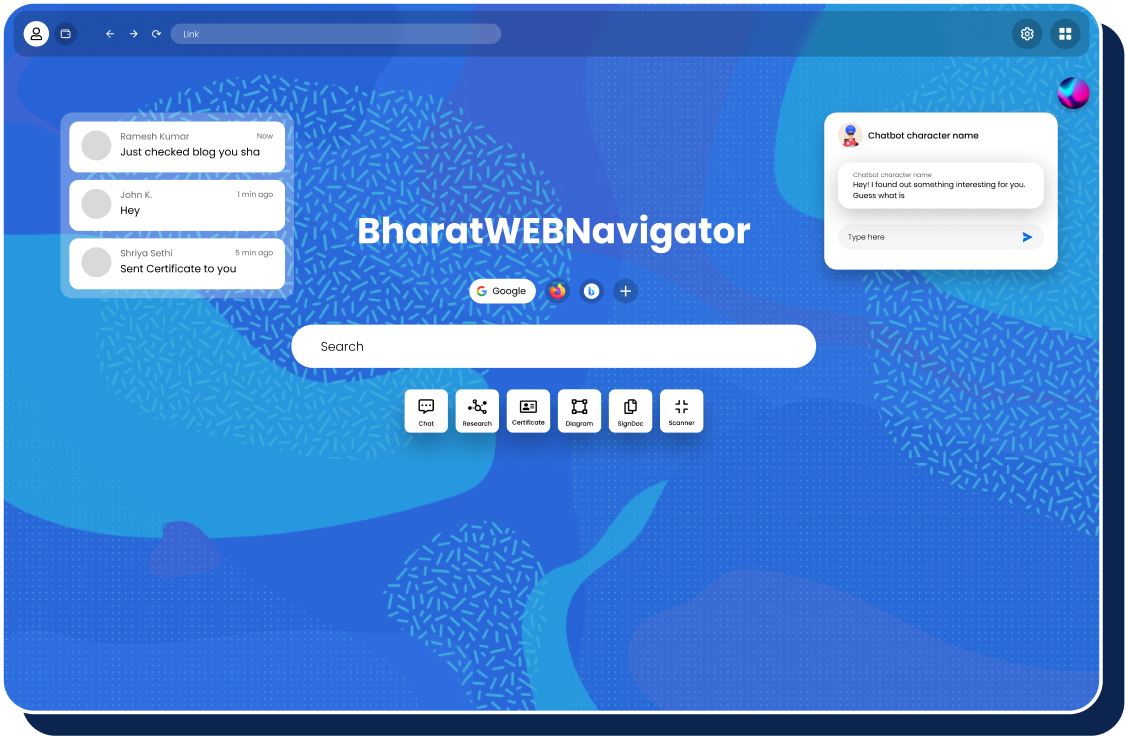 Link
Ramesh Kumar
Now
Just checked blog you sha
John K.
1 min ago
Hey
Shriya Sethi
5 min ago
Sent Certificate to you
Chatbot character name
Chatbot character name
Hey! I found out something interesting for you.
Guess what is
Type here
BharatWEBNavigator
Google
Search
Chat
Research
Certificate
Diagram
SignDoc
Scanner